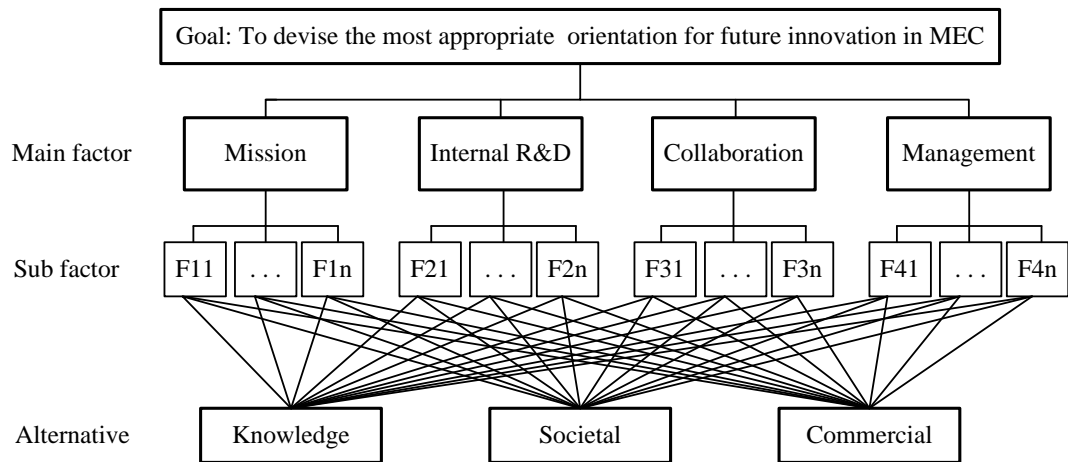 Goal: To devise the most appropriate orientation for future innovation in MEC
Main factor Mission Internal R&D Collaboration Management
Sub factor F11 . . . F1n F21 . . . F2n F31 . . . F3n F41 . . . F4n
Alternative Knowledge Societal Commercial